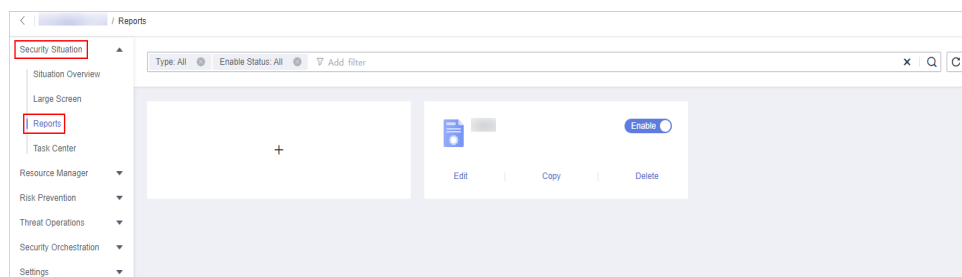 / Reports
Security Situation
Situation Overview
Large Screen
Reports
Task Center
Resource Manager
Risk Prevention
Threat Operations
Security Orchestration
Settings
Type: All Enable Status: All Add filter
+
Enable
Edit Copy Delete